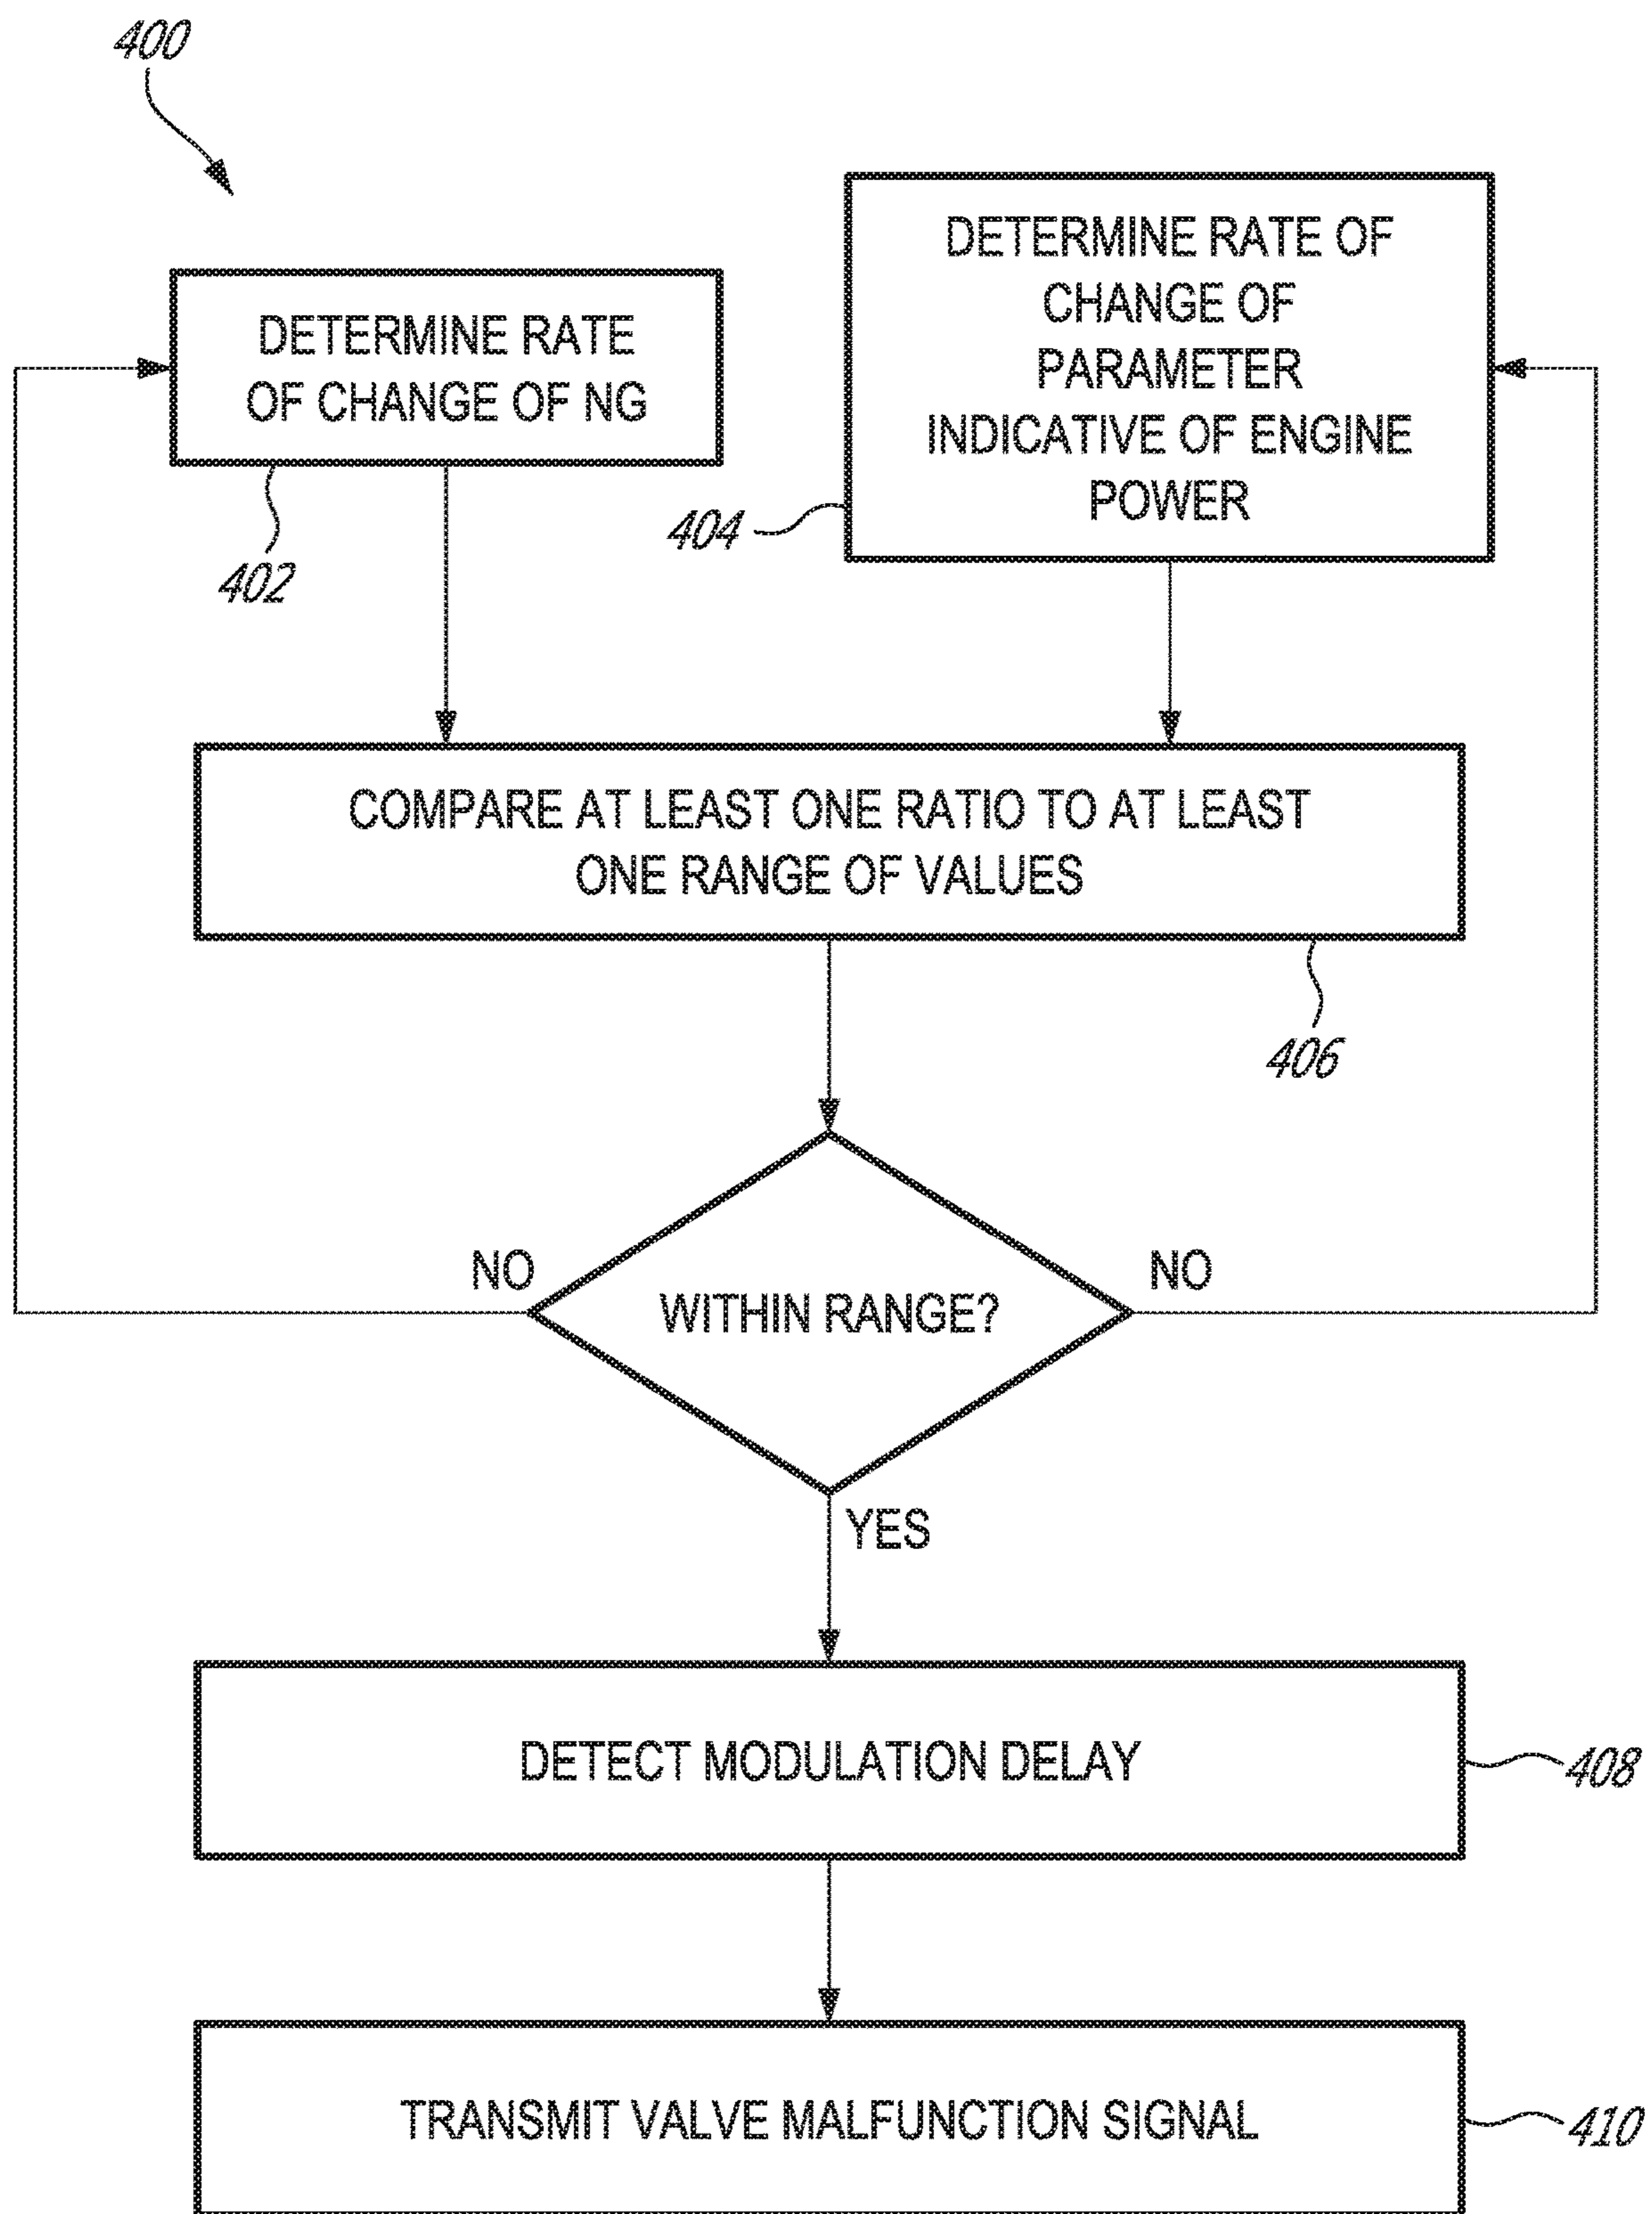 400
DETERMINE RATE
OF CHANGE OF NG
402
DETERMINE RATE OF
CHANGE OF
PARAMETER
INDICATIVE OF ENGINE
POWER
404
COMPARE AT LEAST ONE RATIO TO AT LEAST
ONE RANGE OF VALUES
406
NO
WITHIN RANGE?
NO
YES
DETECT MODULATION DELAY
408
TRANSMIT VALVE MALFUNCTION SIGNAL
410